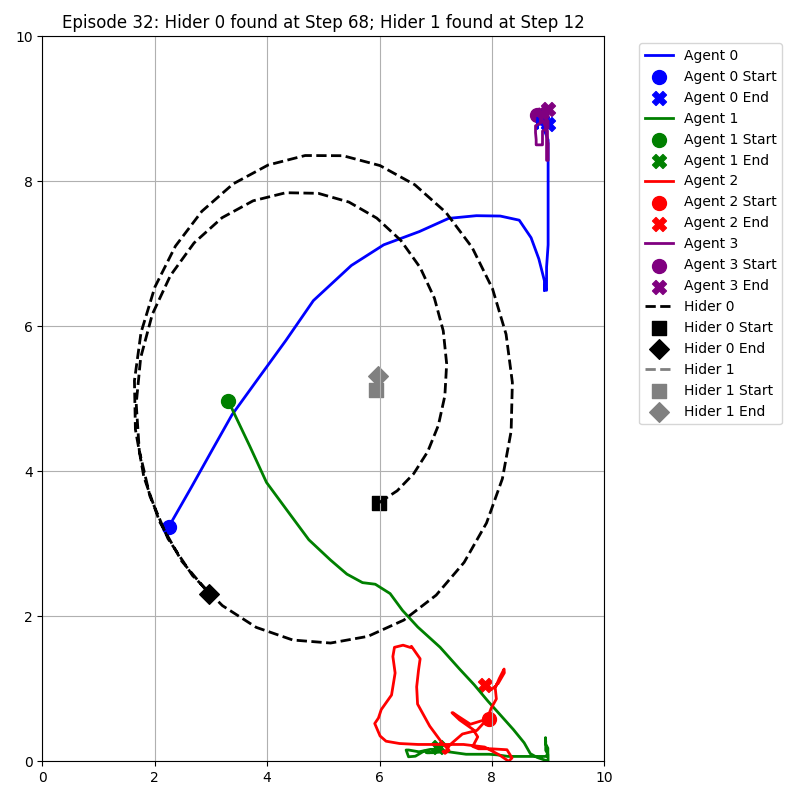 Episode 32: Hider 0 found at Step 68; Hider 1 found at Step 12
10
8
6
4
2
0
0
2
4
6
8
10
Agent 0
Agent 0 Start
Agent 0 End
Agent 1
Agent 1 Start
Agent 1 End
Agent 2
Agent 2 Start
Agent 2 End
Agent 3
Agent 3 Start
Agent 3 End
Hider 0
Hider 0 Start
Hider 0 End
Hider 1
Hider 1 Start
Hider 1 End